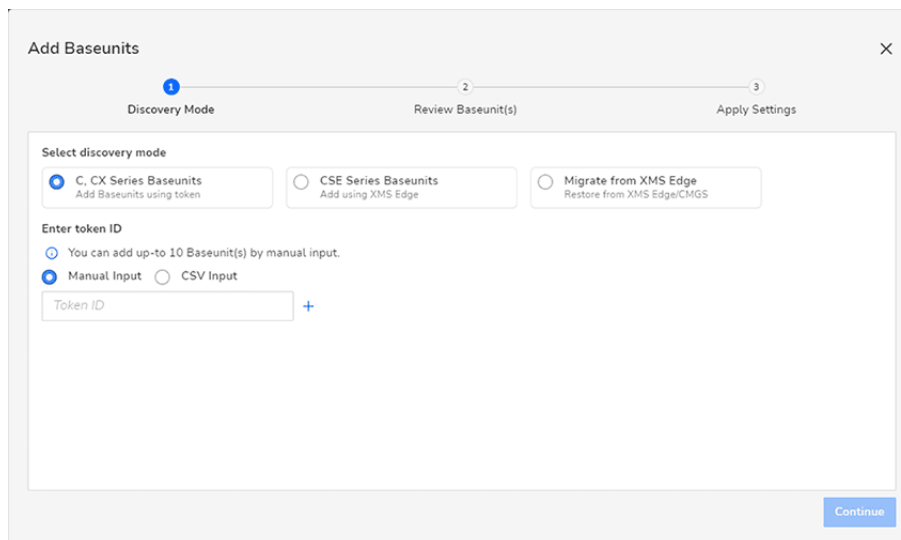 Add Baseunits
1
2
3
Discovery Mode
Review Baseunit(s)
Apply Settings
Select discovery mode
C, CX Series Baseunits
Add Baseunits using token
CSE Series Baseunits
Add using XMS Edge
Migrate from XMS Edge
Restore from XMS Edge/CMGS
Enter token ID
You can add up-to 10 Baseunit(s) by manual input.
Manual Input
CSV Input
Token ID
Continue